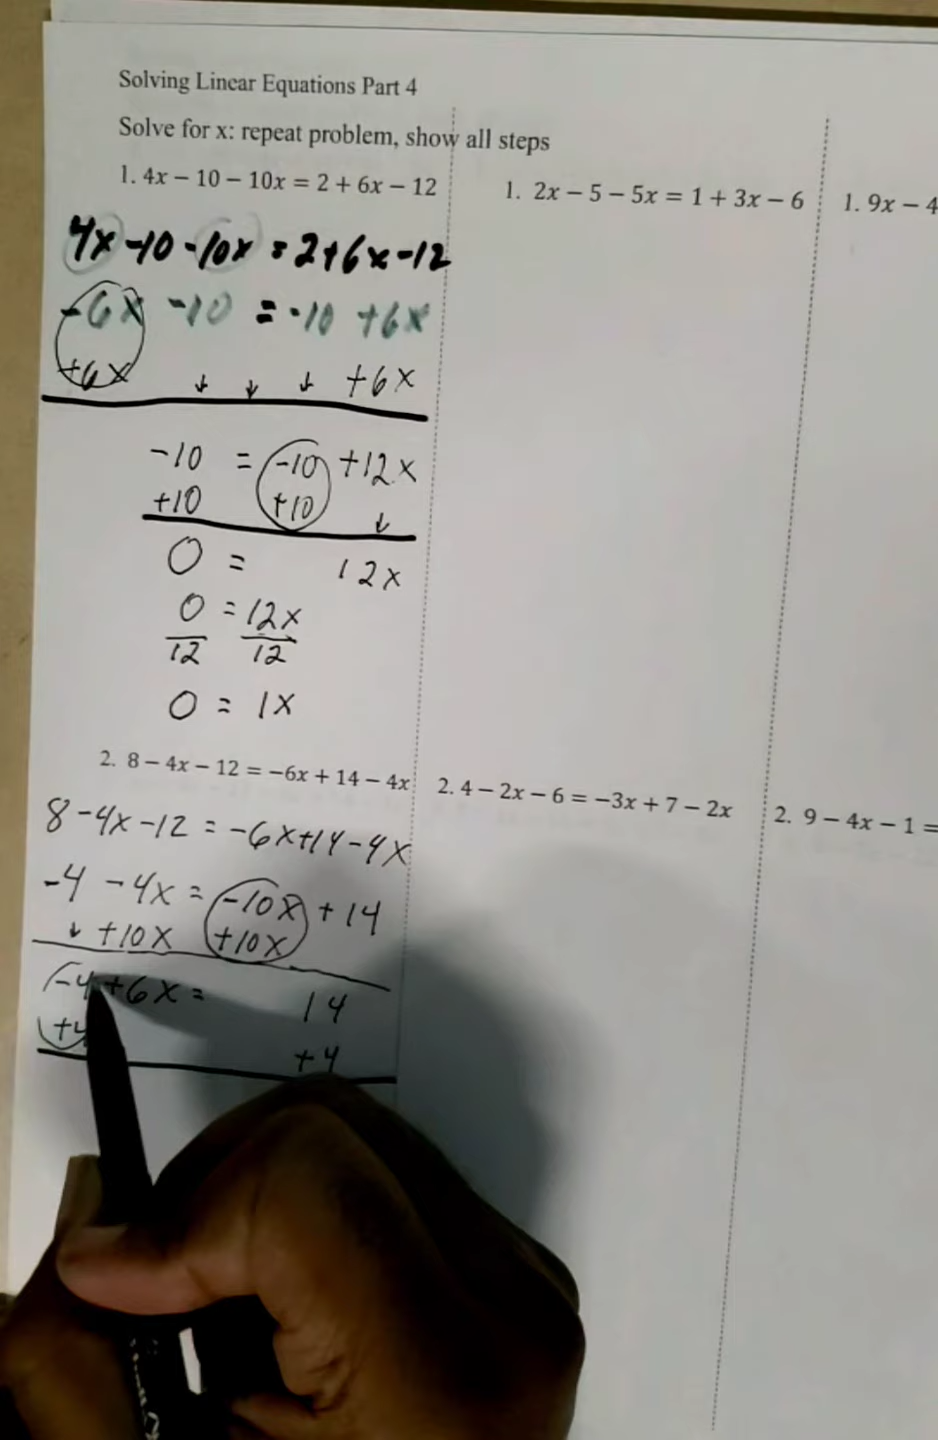 Solving Linear Equations Part 4
Solve for x: repeat problem, show all steps
1. 4x − 10 − 10x = 2 + 6x − 12
4x -10 -10x = 2+6x-12
-6x -10 = -10 +6x
+6x ↓ ↓ ↓ +6x
-10 = -10 +12x
+10 +10 ↓
0 = 12x
0 = 12x
12 12
0 = 1x
2. 8 − 4x − 12 = −6x + 14 − 4x
8-4x-12 = -6x+14-4x
-4 -4x = -10x + 14
↓ +10x +10x
-4+6x = 14
+4 +4
1. 2x − 5 − 5x = 1 + 3x − 6
2. 4 − 2x − 6 = −3x + 7 − 2x
1. 9x − 4
2. 9 − 4x − 1 =